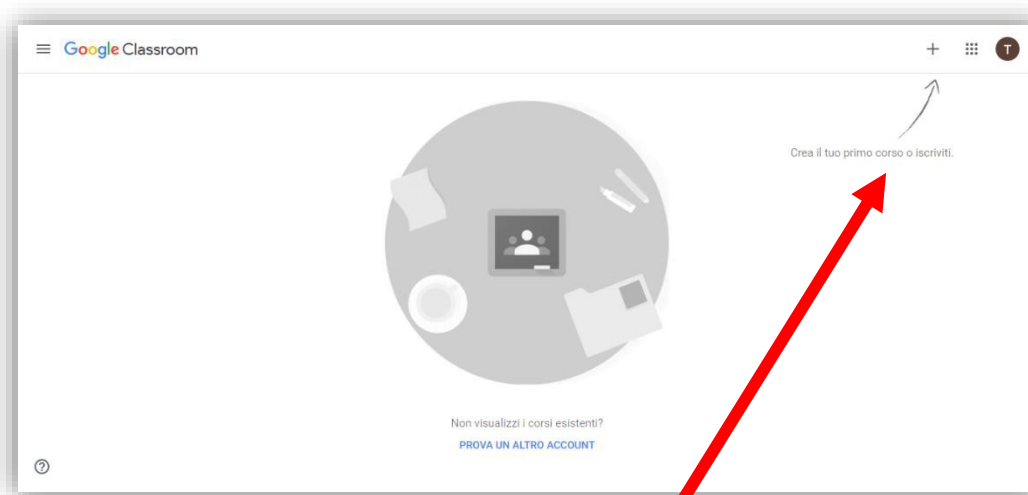 Google Classroom
T
Crea il tuo primo corso o iscriviti.
Non visualizzi i corsi esistenti?
PROVA UN ALTRO ACCOUNT
?